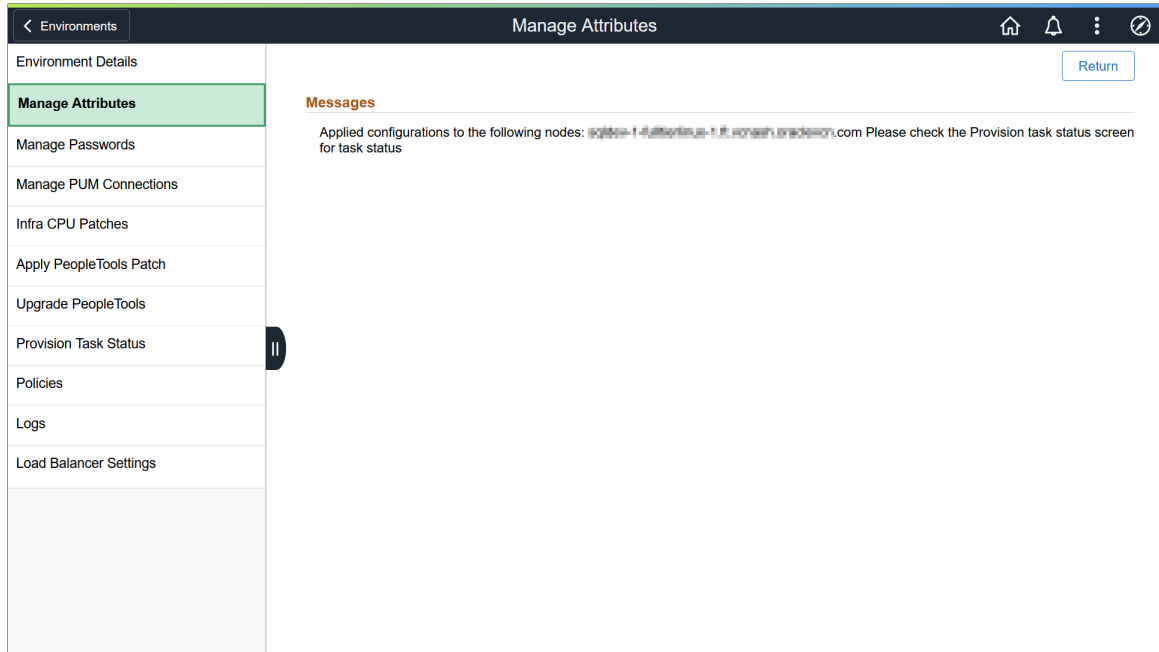 Environments
Manage Attributes
Environment Details
Manage Attributes
Manage Passwords
Manage PUM Connections
Infra CPU Patches
Apply PeopleTools Patch
Upgrade PeopleTools
Provision Task Status
Policies
Logs
Load Balancer Settings
Return
Messages
Applied configurations to the following nodes: .com Please check the Provision task status screen
for task status